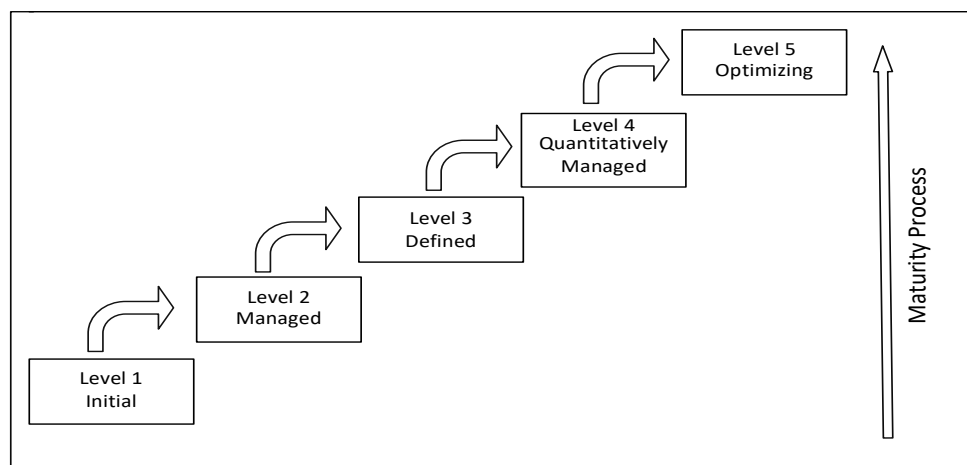 Level 5
Optimizing
Level 4
Quantitatively
Managed
Level 3
Defined
Level 2
Managed
Level 1
Initial
Maturity Process